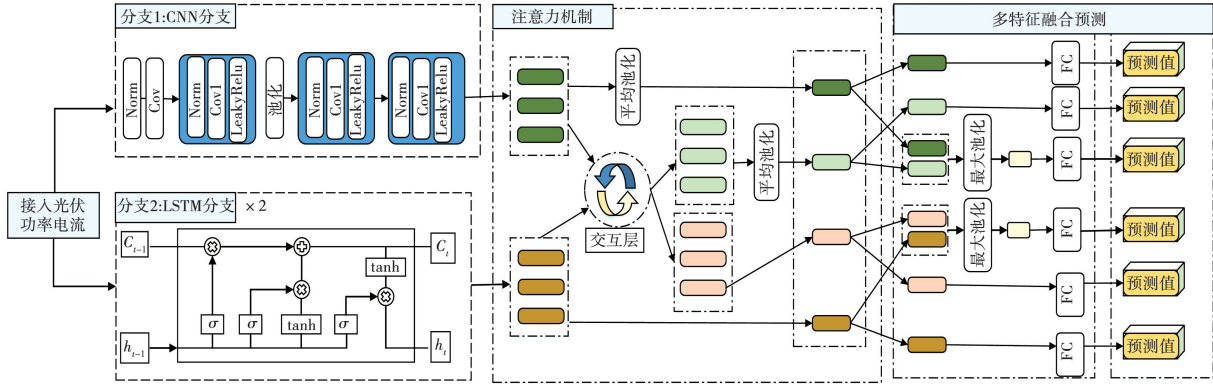 分支1:CNN分支
注意力机制
多特征融合预测
Norm
Cov
Norm
Cov1
LeakyRelu
池化
Norm
Cov1
LeakyRelu
Norm
Cov1
LeakyRelu
平均池化
平均池化
交互层
FC
预测值
FC
预测值
最大池化
FC
预测值
最大池化
FC
预测值
FC
预测值
FC
预测值
接入光伏
功率电流
分支2:LSTM分支 ×2
C_{t-1}
C_t
tanh
σ
σ
tanh
σ
h_{t-1}
h_t